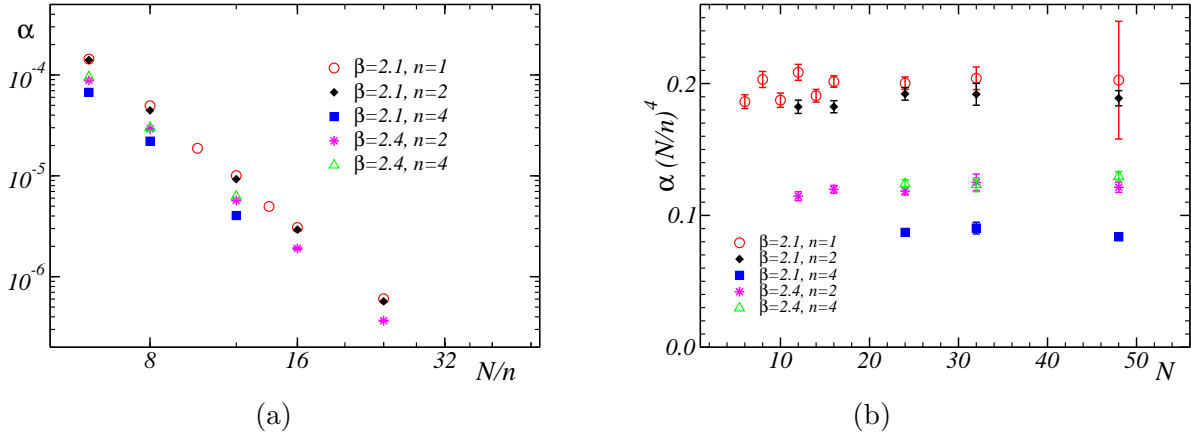 α
10⁻⁴
10⁻⁵
10⁻⁶
8
16
32
N/n
β=2.1, n=1
β=2.1, n=2
β=2.1, n=4
β=2.4, n=2
β=2.4, n=4
(a)
α (N/n)⁴
0.2
0.1
0.0
10
20
30
40
50
N
β=2.1, n=1
β=2.1, n=2
β=2.1, n=4
β=2.4, n=2
β=2.4, n=4
(b)